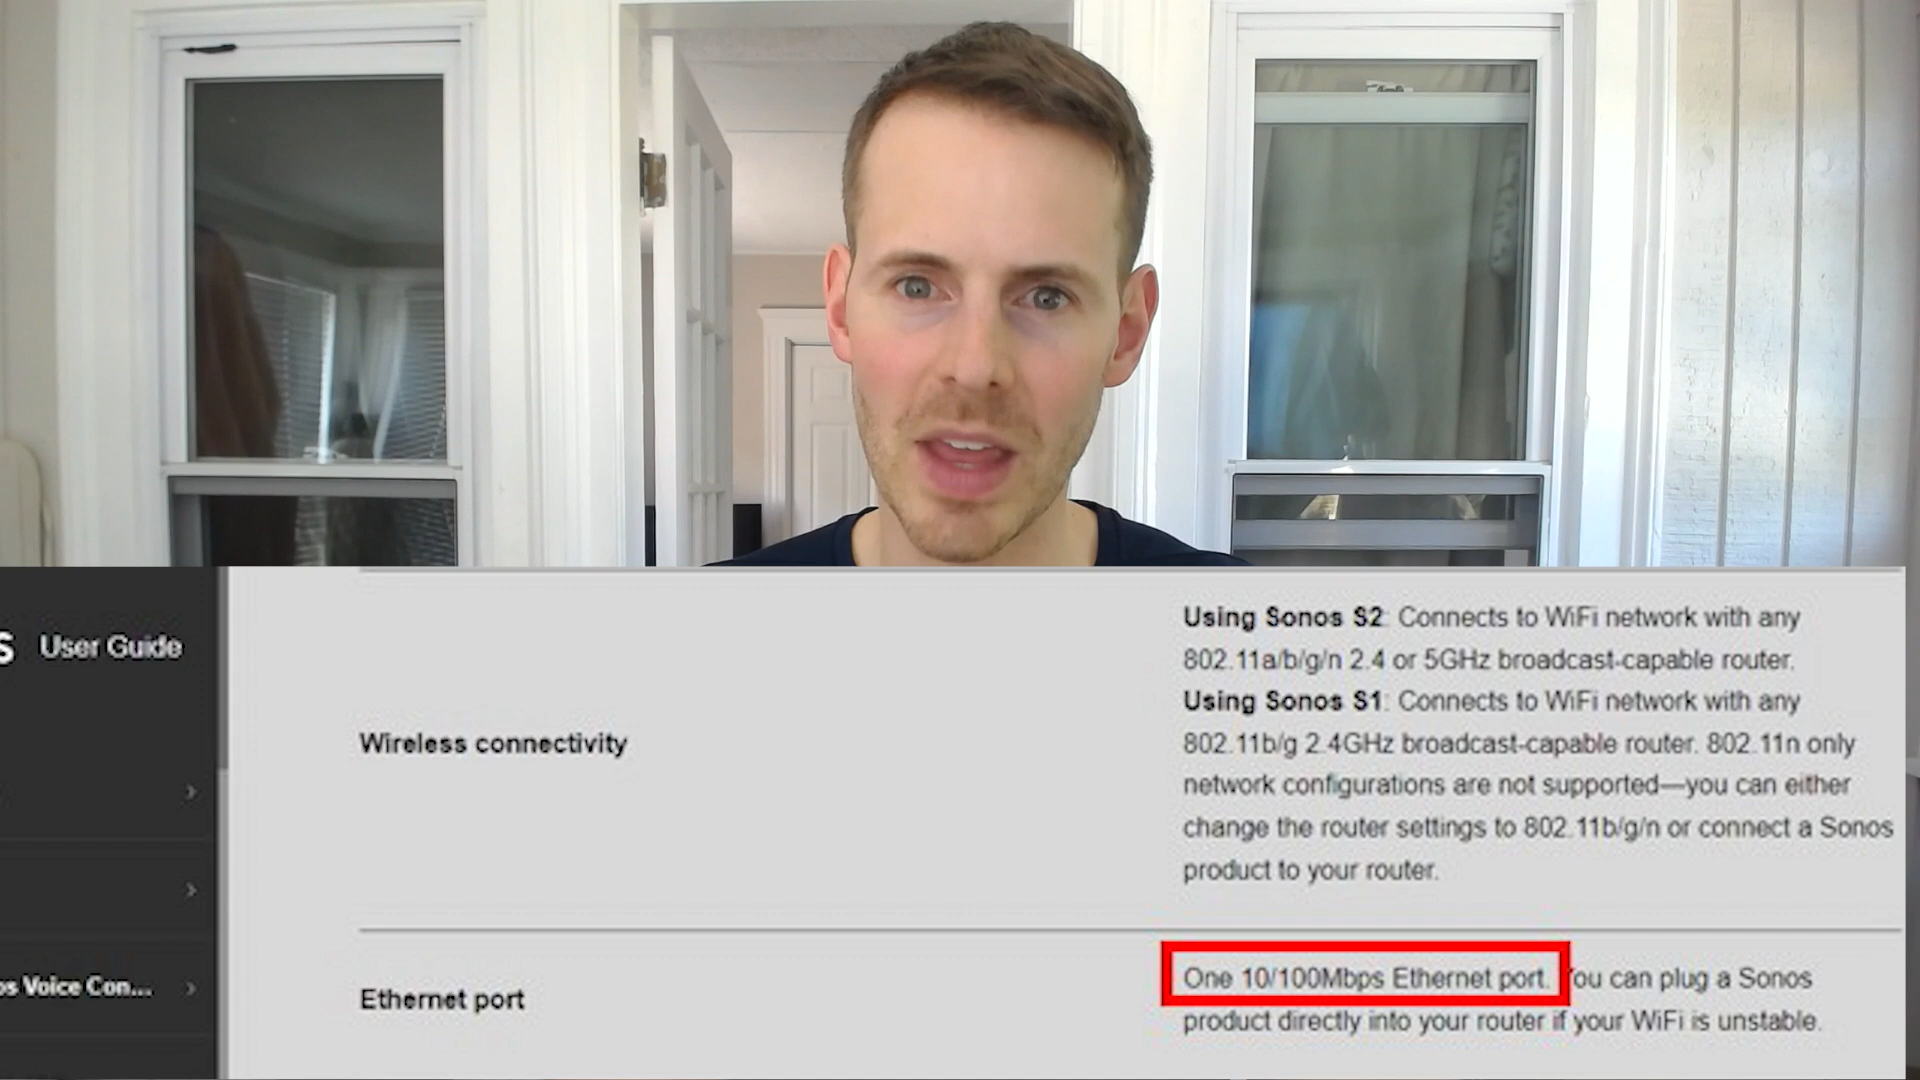 User Guide
Using Sonos S2: Connects to WiFi network with any
802.11a/b/g/n 2.4 or 5GHz broadcast-capable router.
Using Sonos S1: Connects to WiFi network with any
Wireless connectivity
802.11b/g 2.4GHz broadcast-capable router. 802.11n only
network configurations are not supported—you can either
change the router settings to 802.11b/g/n or connect a Sonos
product to your router.
Voice Con...
Ethernet port
One 10/100Mbps Ethernet port. You can plug a Sonos
product directly into your router if your WiFi is unstable.